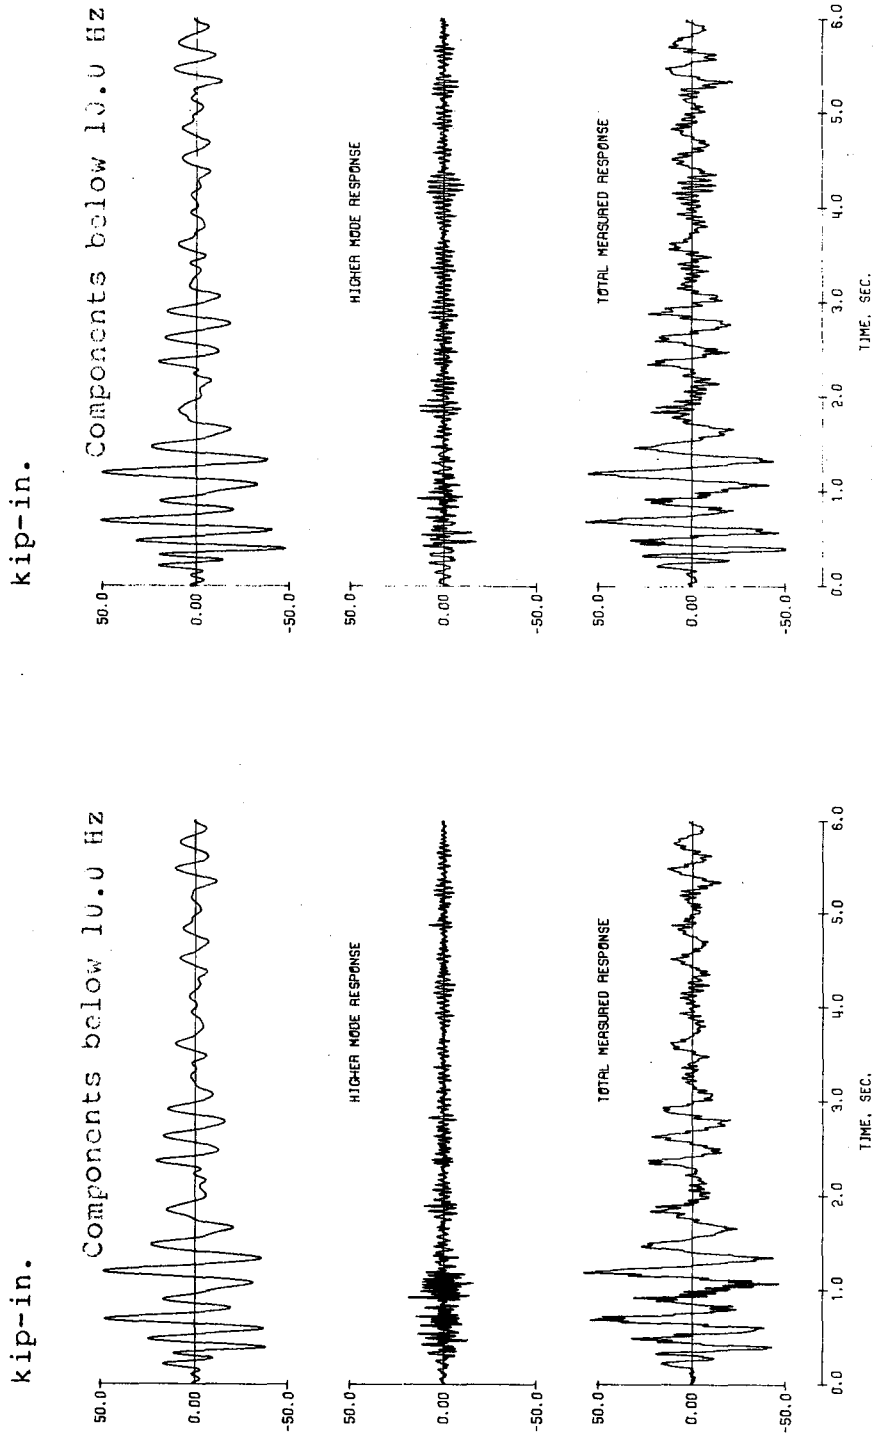 kip-in.
Components below 10.0 Hz
50.0
0.00
-50.0
HIGHER MODE RESPONSE
50.0
0.00
-50.0
TOTAL MEASURED RESPONSE
50.0
0.00
-50.0
0.0 1.0 2.0 3.0 4.0 5.0 6.0
TIME, SEC.
kip-in.
Components below 10.0 Hz
50.0
0.00
-50.0
HIGHER MODE RESPONSE
50.0
0.00
-50.0
TOTAL MEASURED RESPONSE
50.0
0.00
-50.0
0.0 1.0 2.0 3.0 4.0 5.0 6.0
TIME, SEC.